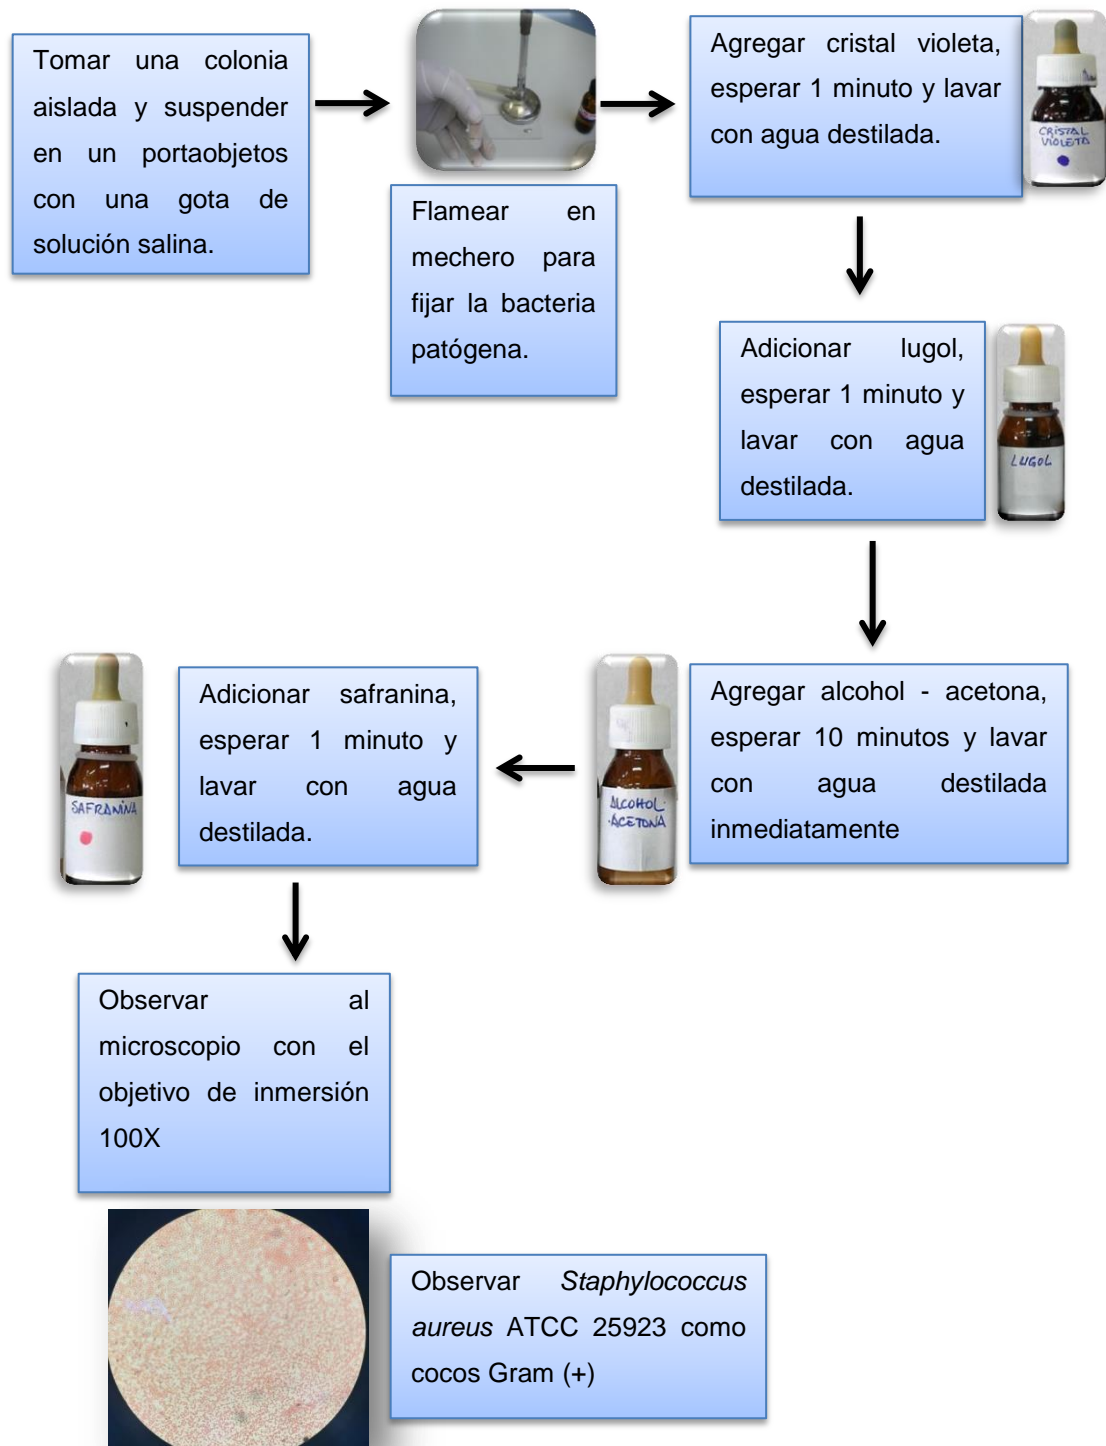 Tomar una colonia
aislada y suspender
en un portaobjetos
con una gota de
solución salina.
Flamear en
mechero para
fijar la bacteria
patógena.
Agregar cristal violeta,
esperar 1 minuto y lavar
con agua destilada.
CRISTAL
VIOLETA
Adicionar lugol,
esperar 1 minuto y
lavar con agua
destilada.
LUGOL
Agregar alcohol - acetona,
esperar 10 minutos y lavar
con agua destilada
inmediatamente
ALCOHOL-
ACETONA
Adicionar safranina,
esperar 1 minuto y
lavar con agua
destilada.
SAFRANINA
Observar al
microscopio con el
objetivo de inmersión
100X
Observar Staphylococcus
aureus ATCC 25923 como
cocos Gram (+)